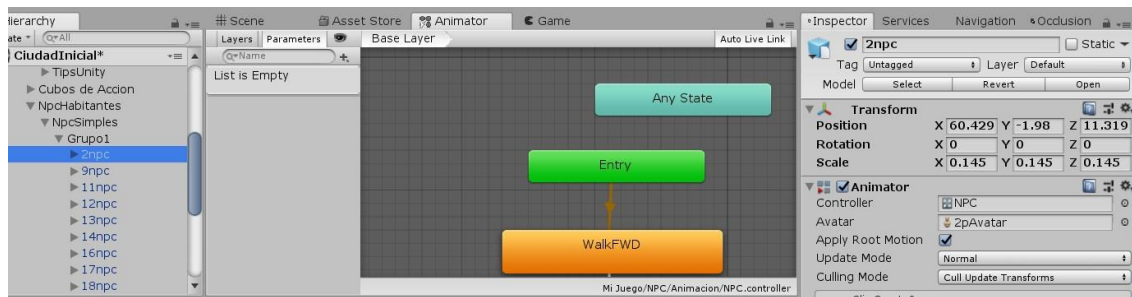 Hierarchy
ate
All
CiudadInicial*
TipsUnity
Cubos de Accion
NpcHabitantes
NpcSimples
Grupo1
2npc
9npc
11npc
12npc
13npc
14npc
16npc
17npc
18npc
Scene Asset Store Animator Game
Layers Parameters Base Layer Auto Live Link
Name
List is Empty
Any State
Entry
WalkFWD
Mi Juego/NPC/Animacion/NPC.controller
Inspector Services Navigation Occlusion
2npc Static
Tag Untagged Layer Default
Model Select Revert Open
Transform
Position X 60.429 Y -1.98 Z 11.319
Rotation X 0 Y 0 Z 0
Scale X 0.145 Y 0.145 Z 0.145
Animator
Controller NPC
Avatar 2pAvatar
Apply Root Motion
Update Mode Normal
Culling Mode Cull Update Transforms